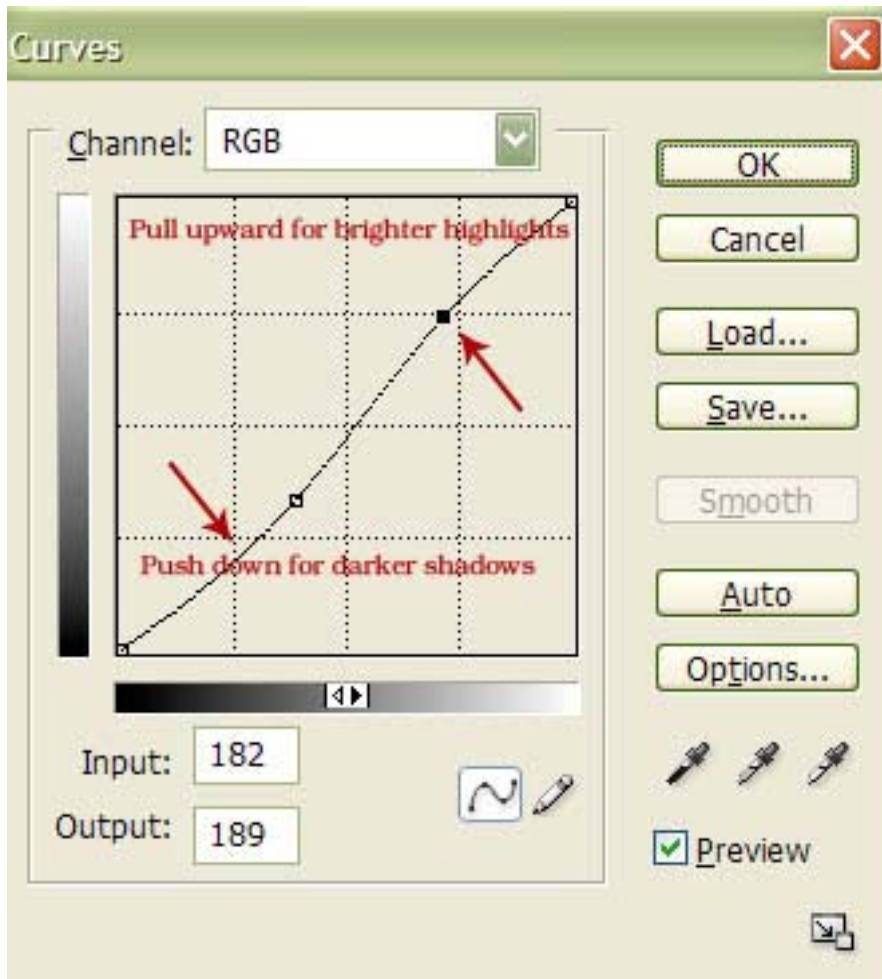 Curves
Channel: RGB
Pull upward for brighter highlights
Push down for darker shadows
Input: 182
Output: 189
OK
Cancel
Load...
Save...
Smooth
Auto
Options...
Preview